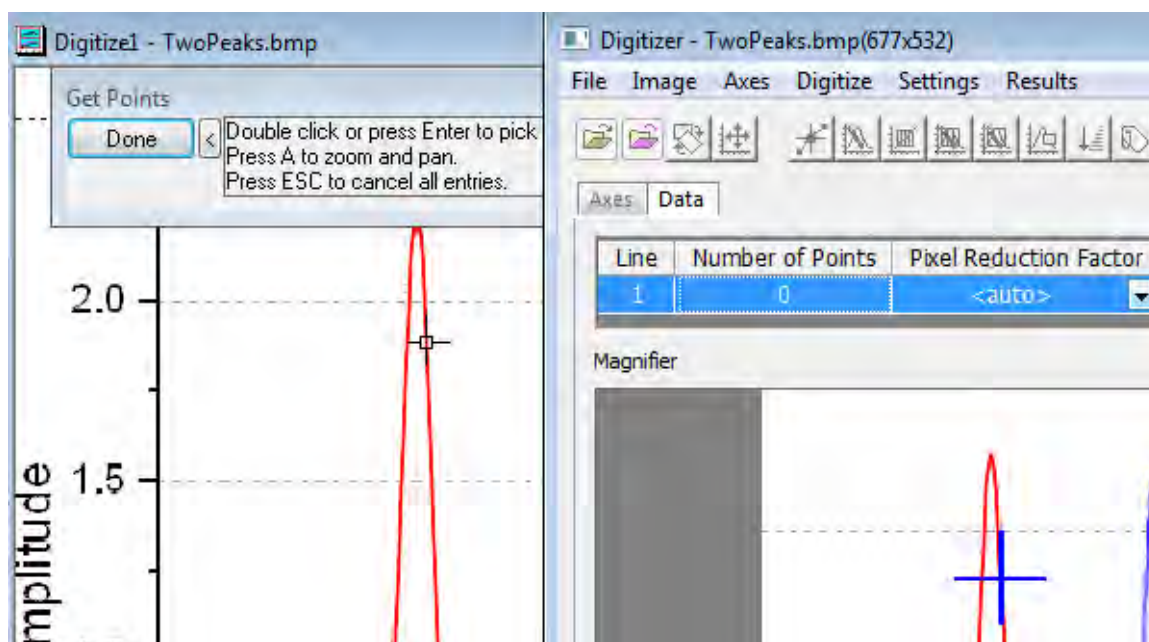 Digitize1 - TwoPeaks.bmp
Get Points
Done
<
Double click or press Enter to pick
Press A to zoom and pan.
Press ESC to cancel all entries.
2.0
1.5
mplitude
Digitizer - TwoPeaks.bmp(677x532)
File Image Axes Digitize Settings Results
Axes Data
Line Number of Points Pixel Reduction Factor
1 0 <auto>
Magnifier